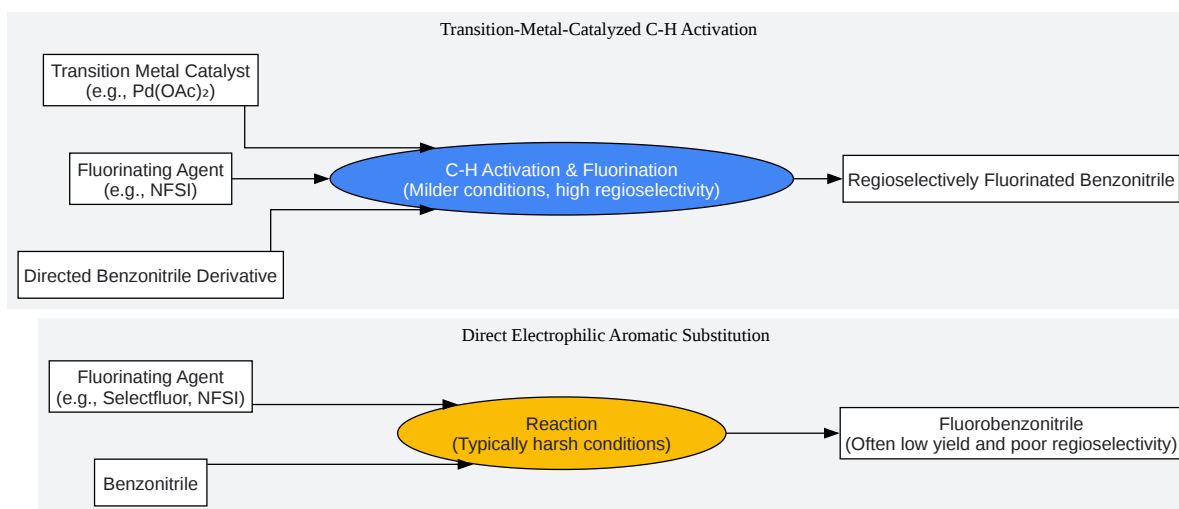 Transition-Metal-Catalyzed C-H Activation
Transition Metal Catalyst
(e.g., Pd(OAc)₂)
Fluorinating Agent
(e.g., NFSI)
Directed Benzonitrile Derivative
C-H Activation & Fluorination
(Milder conditions, high regioselectivity)
Regioselectively Fluorinated Benzonitrile
Direct Electrophilic Aromatic Substitution
Fluorinating Agent
(e.g., Selectfluor, NFSI)
Benzonitrile
Reaction
(Typically harsh conditions)
Fluorobenzonitrile
(Often low yield and poor regioselectivity)